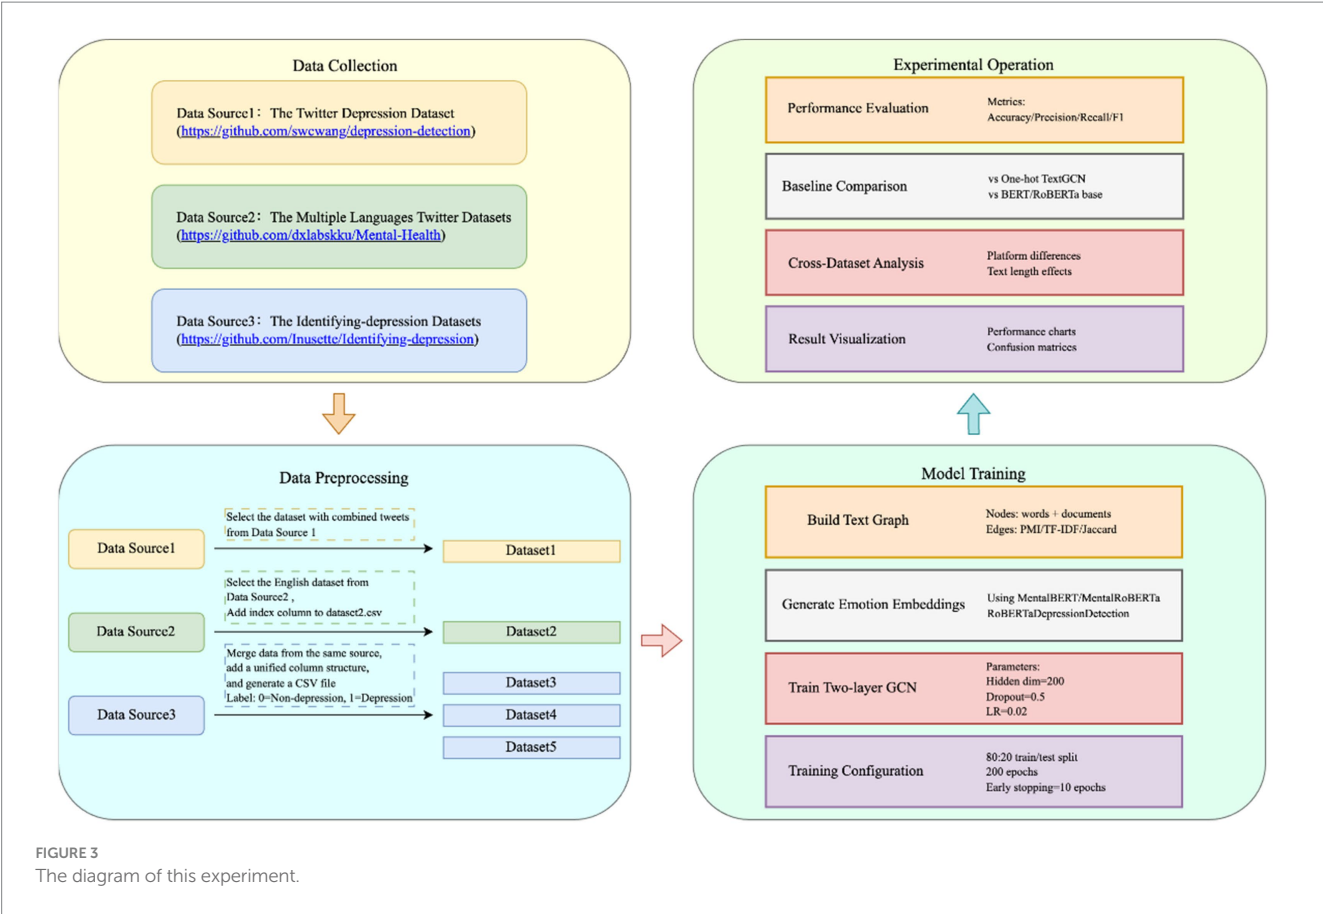 Data Collection
Data Source1：The Twitter Depression Dataset
(https://github.com/swcwang/depression-detection)
Data Source2：The Multiple Languages Twitter Datasets
(https://github.com/dxlabskku/Mental-Health)
Data Source3：The Identifying-depression Datasets
(https://github.com/Inusette/Identifying-depression)
Data Preprocessing
Data Source1
Select the dataset with combined tweets
from Data Source 1
Dataset1
Data Source2
Select the English dataset from
Data Source2 ,
Add index column to dataset2.csv
Dataset2
Data Source3
Merge data from the same source,
add a unified column structure,
and generate a CSV file
Label: 0=Non-depression, 1=Depression
Dataset3
Dataset4
Dataset5
Model Training
Build Text Graph
Nodes: words + documents
Edges: PMI/TF-IDF/Jaccard
Generate Emotion Embeddings
Using MentalBERT/MentalRoBERTa
RoBERTaDepressionDetection
Train Two-layer GCN
Parameters:
Hidden dim=200
Dropout=0.5
LR=0.02
Training Configuration
80:20 train/test split
200 epochs
Early stopping=10 epochs
Experimental Operation
Performance Evaluation
Metrics:
Accuracy/Precision/Recall/F1
Baseline Comparison
vs One-hot TextGCN
vs BERT/RoBERTa base
Cross-Dataset Analysis
Platform differences
Text length effects
Result Visualization
Performance charts
Confusion matrices
FIGURE 3
The diagram of this experiment.